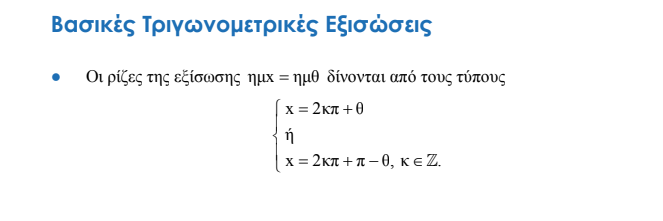 Βασικές Τριγωνομετρικές Εξισώσεις
● Οι ρίζες της εξίσωσης ημx = ημθ δίνονται από τους τύπους
x = 2κπ + θ
ή
x = 2κπ + π − θ, κ ∈ ℤ.